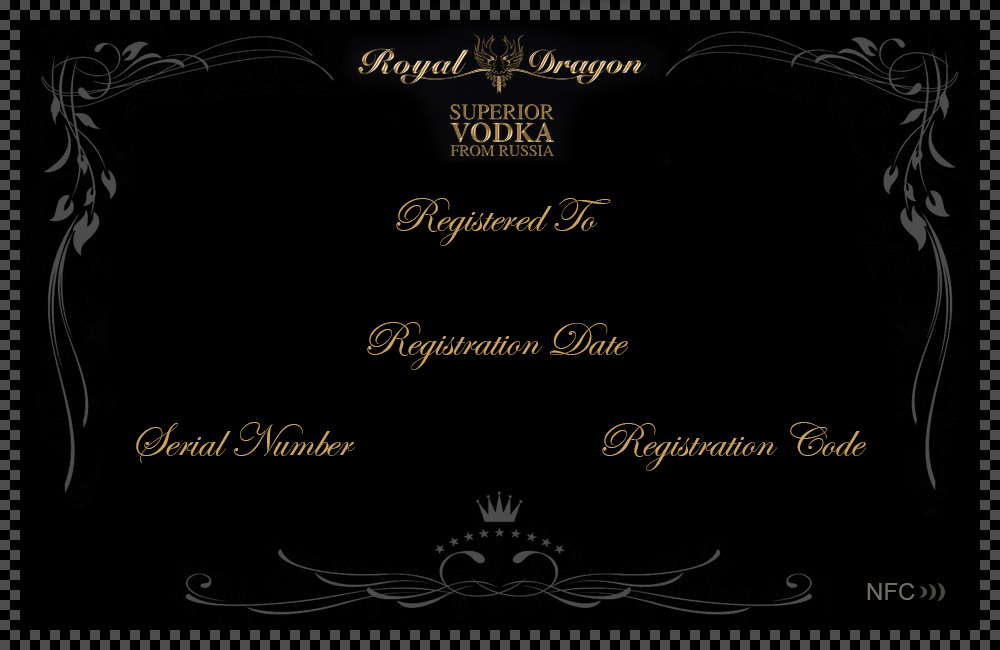 Royal Dragon
SUPERIOR
VODKA
FROM RUSSIA
Registered To
Registration Date
Serial Number
Registration Code
NFC